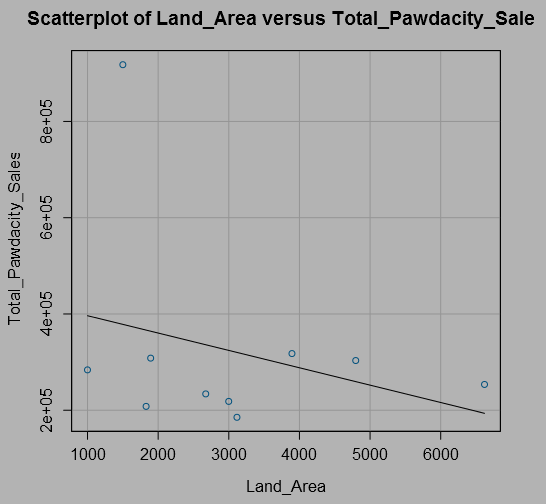 Scatterplot of Land_Area versus Total_Pawdacity_Sale
Total_Pawdacity_Sales
8e+05
6e+05
4e+05
2e+05
1000 2000 3000 4000 5000 6000
Land_Area